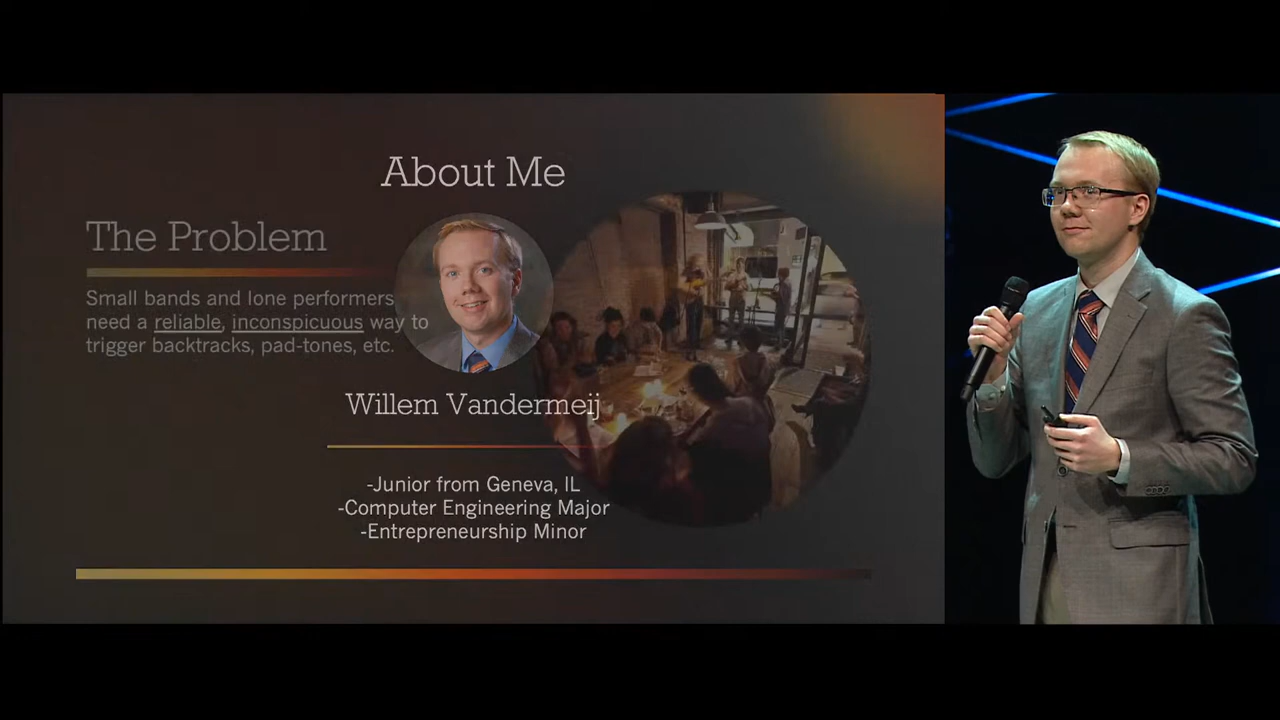 About Me
The Problem
Small bands and lone performers
need a reliable, inconspicuous way to
trigger backtracks, pad-tones, etc.
Willem Vandermeij
-Junior from Geneva, IL
-Computer Engineering Major
-Entrepreneurship Minor